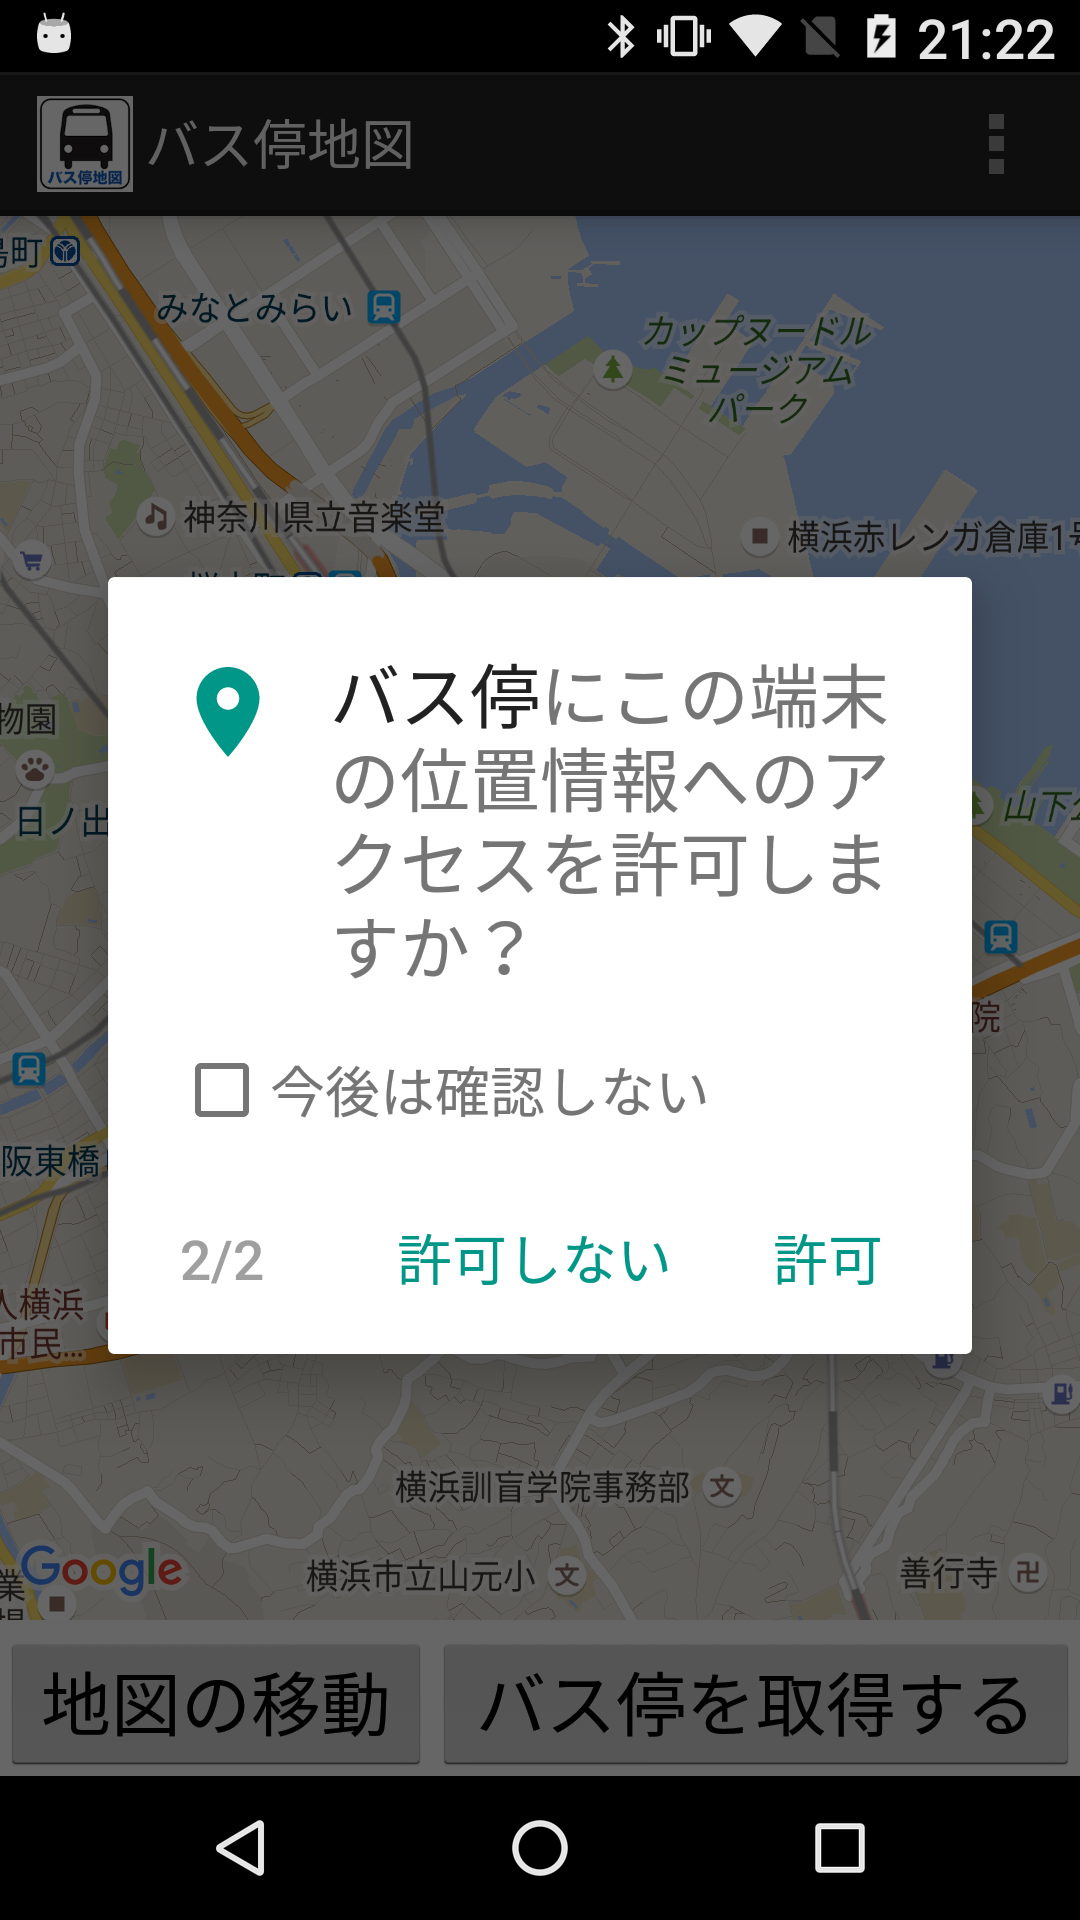 21:22
バス停地図
バス停地図
みなとみらい
カップヌードル
ミュージアム
パーク
神奈川県立音楽堂
横浜赤レンガ倉庫1号
バス停にこの端末
の位置情報へのア
クセスを許可しま
すか？
物園
日ノ出
山下公
院
今後は確認しない
阪東橋
2/2
許可しない
許可
人横浜
市民...
横浜訓盲学院事務部
文
Google
横浜市立山元小
文
善行寺
卍
業
地図の移動
バス停を取得する